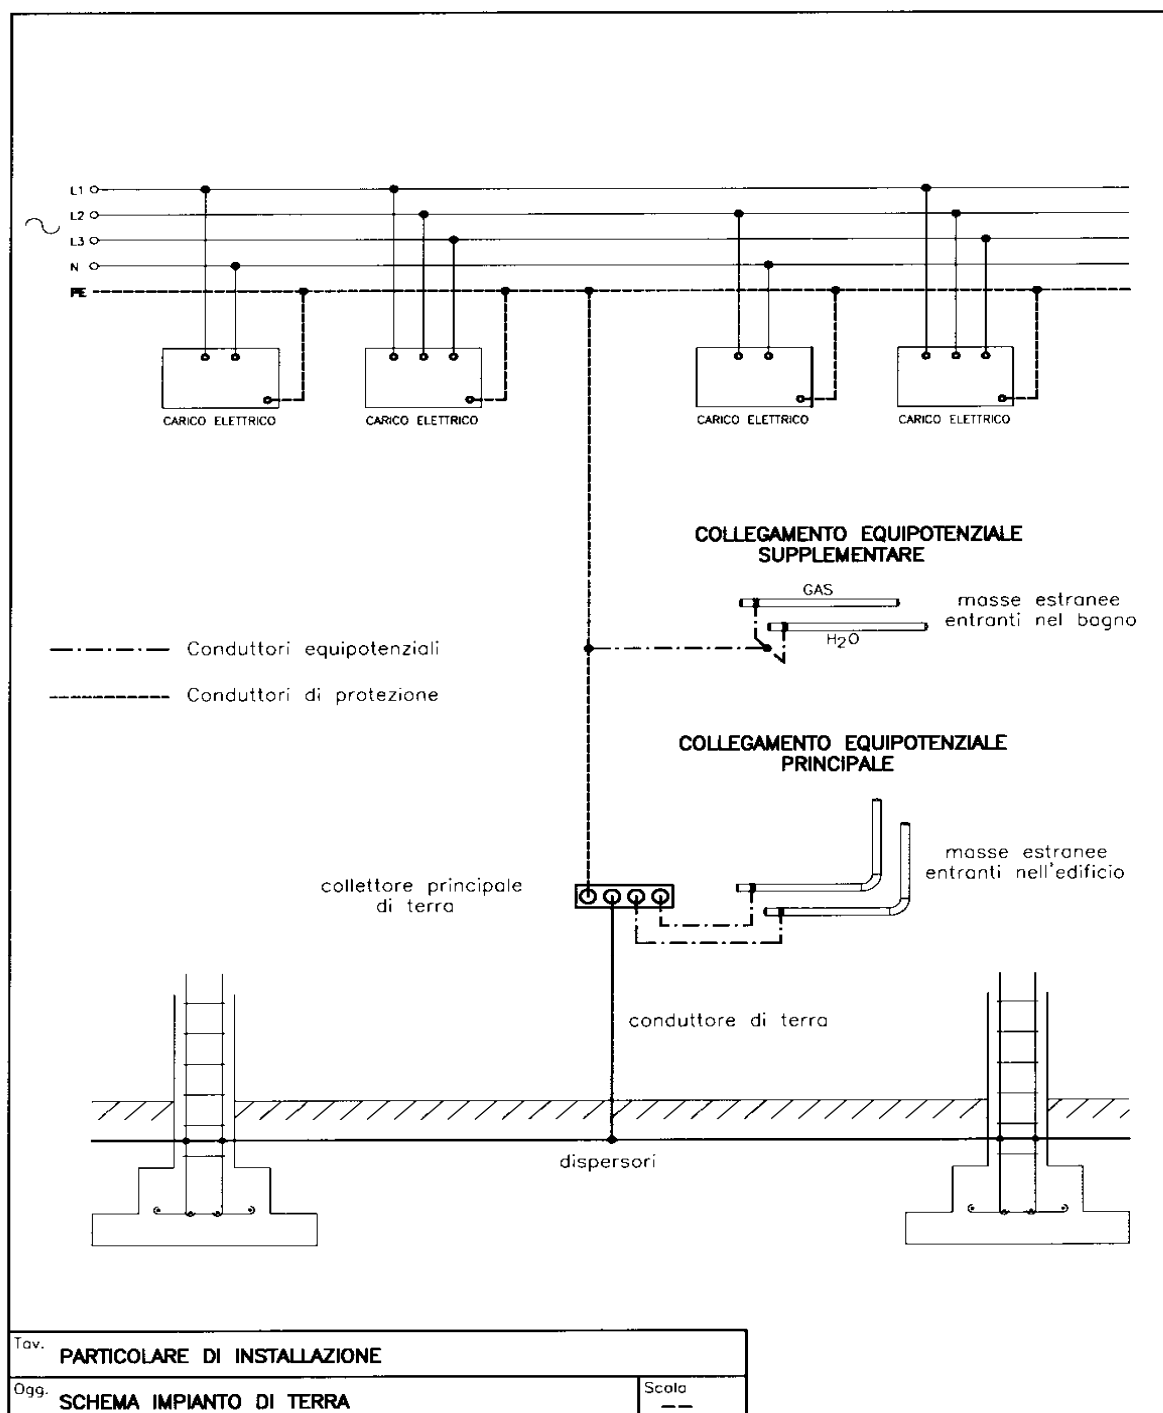 L1
L2
L3
N
PE
CARICO ELETTRICO
CARICO ELETTRICO
CARICO ELETTRICO
CARICO ELETTRICO
COLLEGAMENTO EQUIPOTENZIALE
SUPPLEMENTARE
GAS
H2O
masse estranee
entranti nel bagno
Conduttori equipotenziali
Conduttori di protezione
COLLEGAMENTO EQUIPOTENZIALE
PRINCIPALE
masse estranee
entranti nell'edificio
collettore principale
di terra
conduttore di terra
dispersori
Tav. PARTICOLARE DI INSTALLAZIONE
Ogg. SCHEMA IMPIANTO DI TERRA
Scala